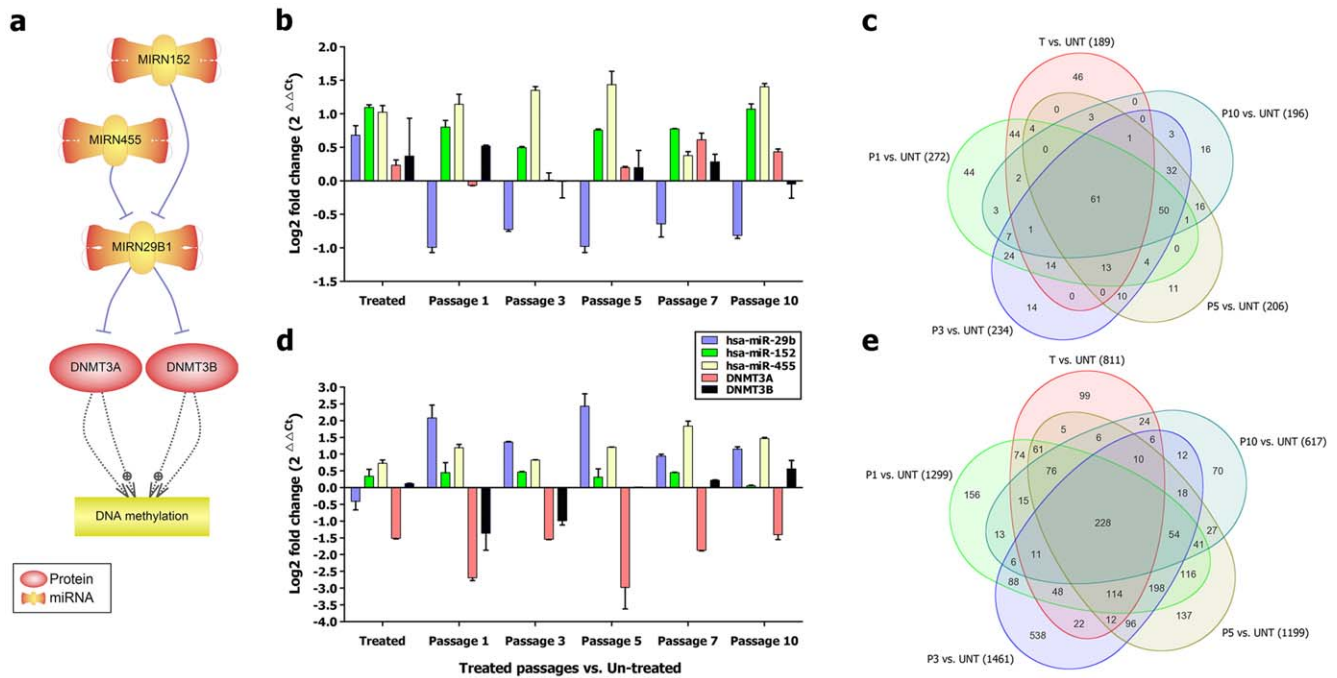 a
MIRN152
MIRN455
MIRN29B1
DNMT3A
DNMT3B
⊕
⊕
DNA methylation
Protein
miRNA
b
Log2 fold change (2 △△Ct)
2.0
1.5
1.0
0.5
0.0
-0.5
-1.0
-1.5
Treated Passage 1 Passage 3 Passage 5 Passage 7 Passage 10
c
T vs. UNT (189)
P10 vs. UNT (196)
P1 vs. UNT (272)
P5 vs. UNT (206)
P3 vs. UNT (234)
46
0
0
3
0
3
16
44
4
1
44
0
32
2
61
3
50
16
1
7
1
24
0
14
13
4
11
0
0
10
14
d
hsa-miR-29b
hsa-miR-152
hsa-miR-455
DNMT3A
DNMT3B
Log2 fold change (2 △△Ct)
3.0
2.5
2.0
1.5
1.0
0.5
0.0
-0.5
-1.0
-1.5
-2.0
-2.5
-3.0
-3.5
-4.0
Treated Passage 1 Passage 3 Passage 5 Passage 7 Passage 10
Treated passages vs. Un-treated
e
T vs. UNT (811)
P10 vs. UNT (617)
P1 vs. UNT (1299)
P5 vs. UNT (1199)
P3 vs. UNT (1461)
99
24
5
6
6
12
70
74
61
10
76
156
15
18
228
13
54
27
41
6
11
88
116
48
114
198
137
22
12
96
538